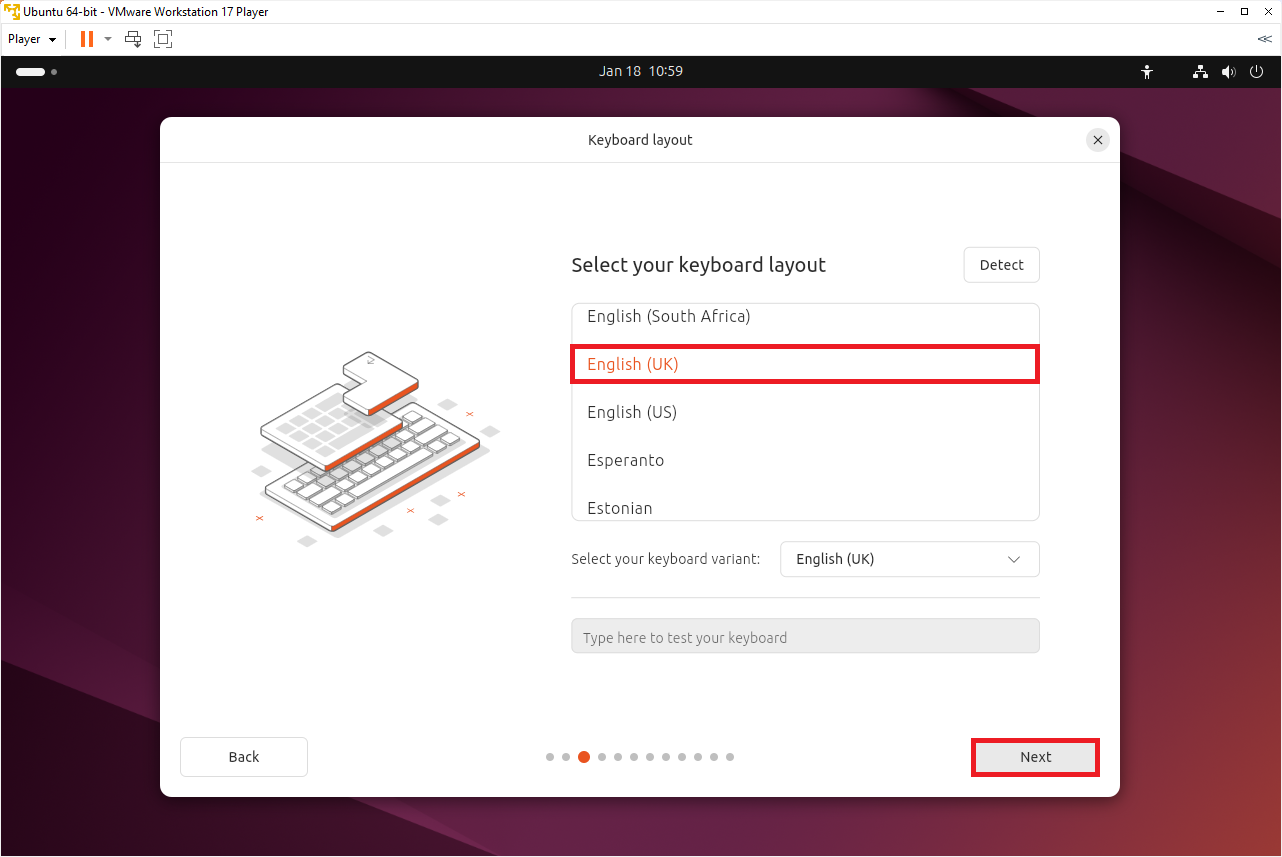 Ubuntu 64-bit - VMware Workstation 17 Player
Player
Jan 18 10:59
Keyboard layout
Select your keyboard layout
Detect
English (South Africa)
English (UK)
English (US)
Esperanto
Estonian
Select your keyboard variant:
English (UK)
Type here to test your keyboard
Back
Next